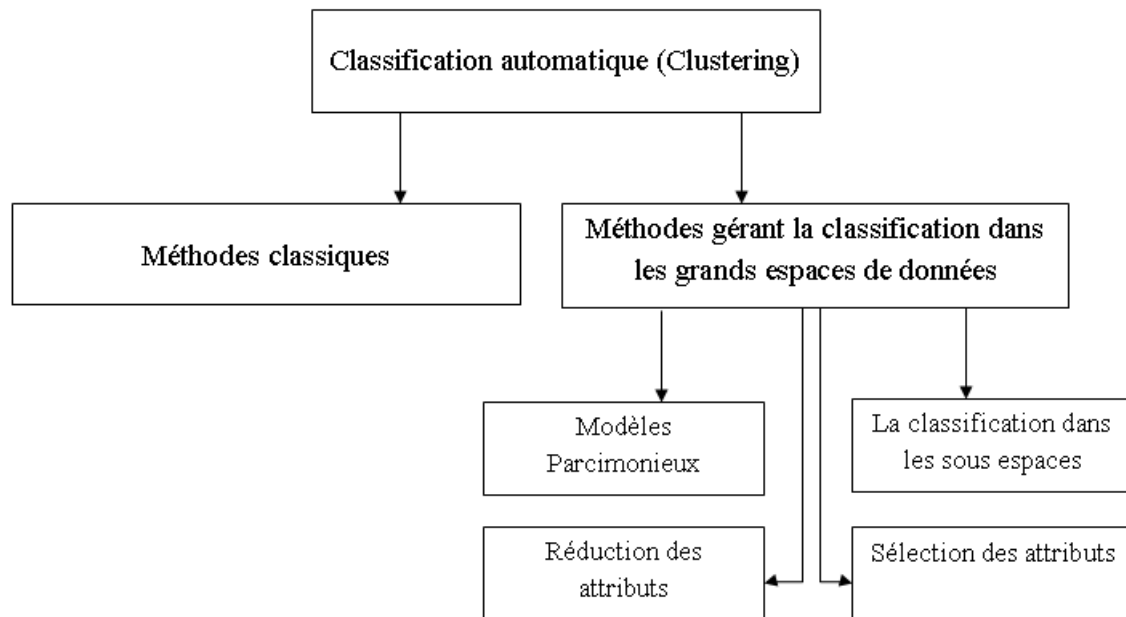 Classification automatique (Clustering)
Méthodes classiques
Méthodes gérant la classification dans
les grands espaces de données
Modèles
Parcimonieux
La classification dans
les sous espaces
Réduction des
attributs
Sélection des attributs